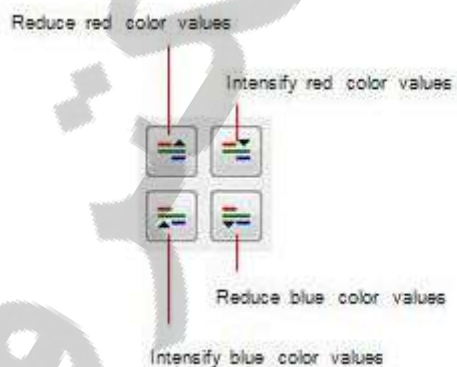 Reduce red color values
Intensify red color values
Reduce blue color values
Intensify blue color values